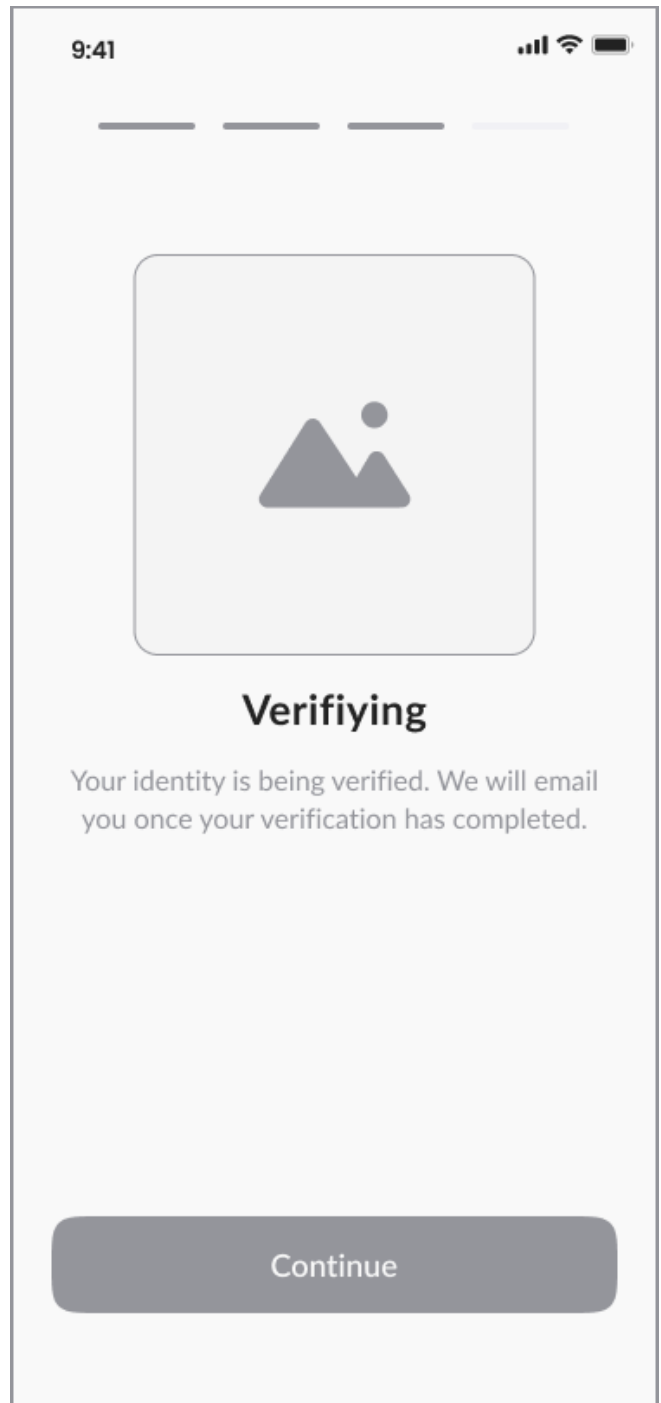 9:41
Verifiying
Your identity is being verified. We will email
you once your verification has completed.
Continue